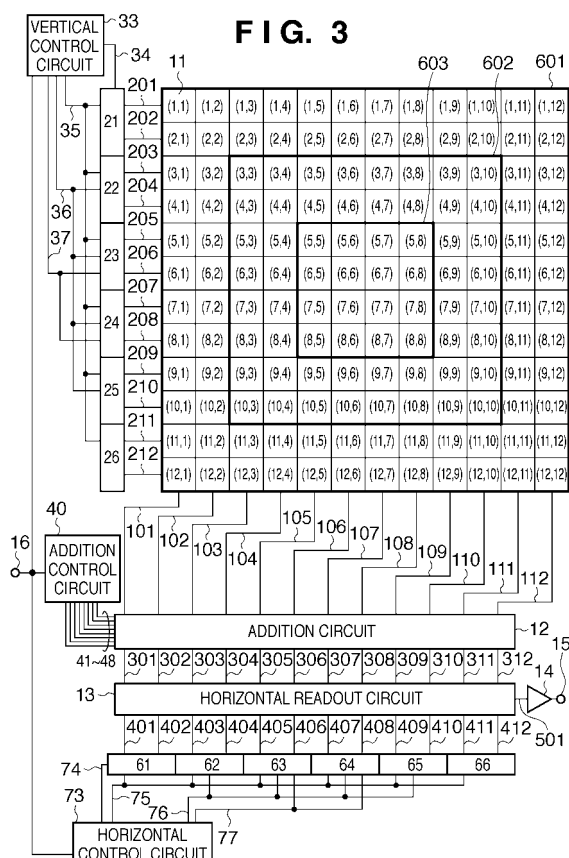 FIG. 3
VERTICAL
CONTROL
CIRCUIT
33
34
11
603
602
601
35
21
201
202
(1,1) (1,2) (1,3) (1,4) (1,5) (1,6) (1,7) (1,8) (1,9) (1,10) (1,11) (1,12)
(2,1) (2,2) (2,3) (2,4) (2,5) (2,6) (2,7) (2,8) (2,9) (2,10) (2,11) (2,12)
36
22
203
204
(3,1) (3,2) (3,3) (3,4) (3,5) (3,6) (3,7) (3,8) (3,9) (3,10) (3,11) (3,12)
(4,1) (4,2) (4,3) (4,4) (4,5) (4,6) (4,7) (4,8) (4,9) (4,10) (4,11) (4,12)
37
23
205
206
(5,1) (5,2) (5,3) (5,4) (5,5) (5,6) (5,7) (5,8) (5,9) (5,10) (5,11) (5,12)
(6,1) (6,2) (6,3) (6,4) (6,5) (6,6) (6,7) (6,8) (6,9) (6,10) (6,11) (6,12)
24
207
208
(7,1) (7,2) (7,3) (7,4) (7,5) (7,6) (7,7) (7,8) (7,9) (7,10) (7,11) (7,12)
(8,1) (8,2) (8,3) (8,4) (8,5) (8,6) (8,7) (8,8) (8,9) (8,10) (8,11) (8,12)
25
209
210
(9,1) (9,2) (9,3) (9,4) (9,5) (9,6) (9,7) (9,8) (9,9) (9,10) (9,11) (9,12)
(10,1) (10,2) (10,3) (10,4) (10,5) (10,6) (10,7) (10,8) (10,9) (10,10) (10,11) (10,12)
26
211
212
(11,1) (11,2) (11,3) (11,4) (11,5) (11,6) (11,7) (11,8) (11,9) (11,10) (11,11) (11,12)
(12,1) (12,2) (12,3) (12,4) (12,5) (12,6) (12,7) (12,8) (12,9) (12,10) (12,11) (12,12)
101 102 103 104 105 106 107 108 109 110 111 112
16
40
ADDITION
CONTROL
CIRCUIT
41~48
ADDITION CIRCUIT
12
301 302 303 304 305 306 307 308 309 310 311 312
13
HORIZONTAL READOUT CIRCUIT
14
15
501
401 402 403 404 405 406 407 408 409 410 411 412
74
61 62 63 64 65 66
73
75
76
77
HORIZONTAL
CONTROL CIRCUIT